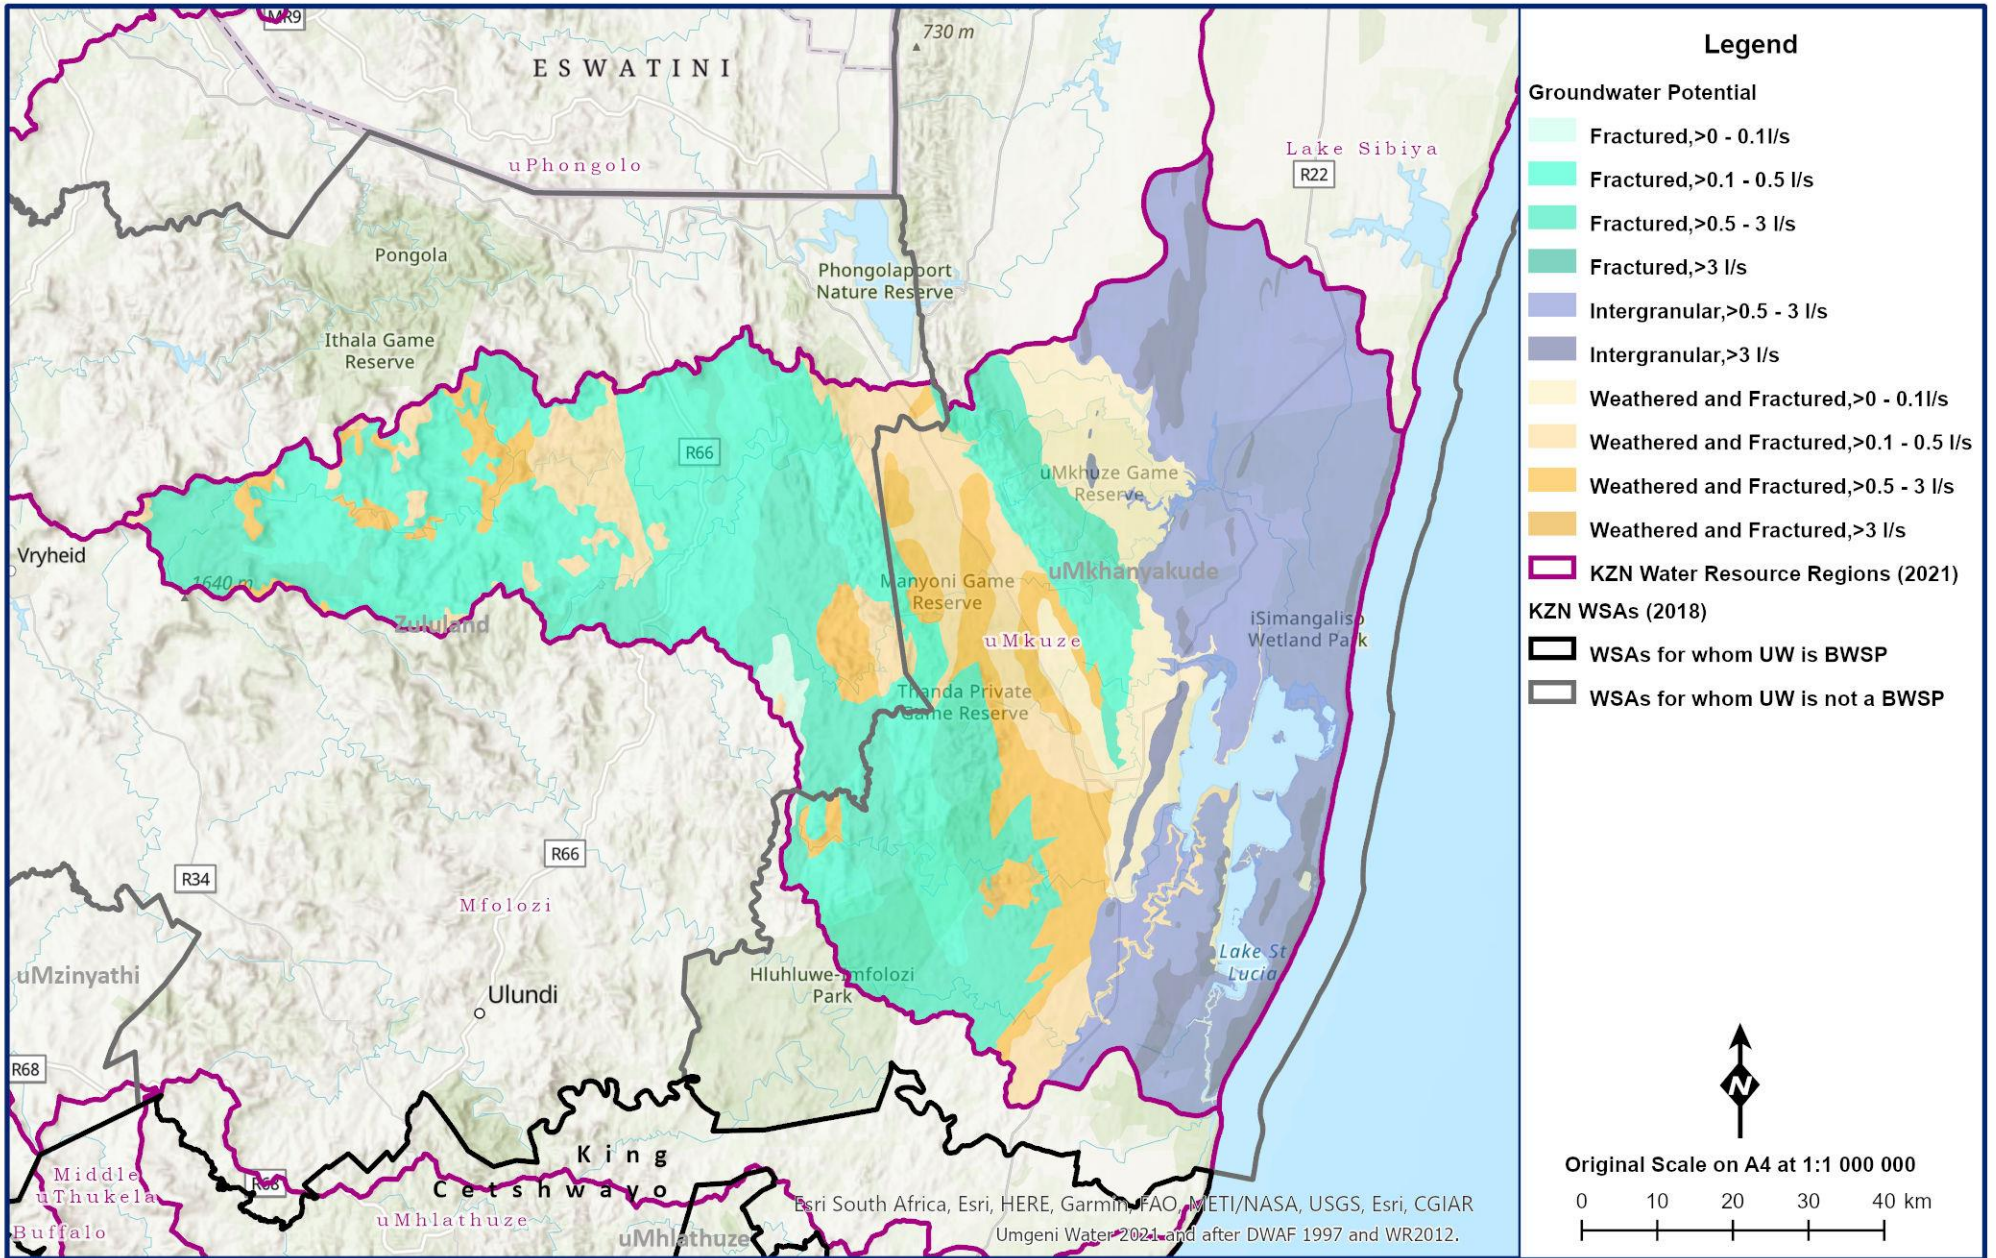 MR9
730 m
ESWATINI
uPhongolo
Lake Sibiya
R22
Pongola
Phongolapoort
Nature Reserve
Ithala Game
Reserve
R66
uMkhuze Game
Reserve
Vryheid
1640 m
Zululand
Manyoni Game
Reserve
uMkhanyakude
iSimangaliso
Wetland Park
uMkuze
Thanda Private
Game Reserve
R66
R34
Mfolozi
Lake St
Lucia
uMzinyathi
Hluhluwe-Imfolozi
Park
Ulundi
R68
King
Cetshwayo
Middle
uThukela
R68
Buffalo
uMhlathuze
uMhlathuze
Esri South Africa, Esri, HERE, Garmin, FAO, METI/NASA, USGS, Esri, CGIAR
Umgeni Water 2021 and after DWAF 1997 and WR2012.
Legend
Groundwater Potential
Fractured,>0 - 0.1l/s
Fractured,>0.1 - 0.5 l/s
Fractured,>0.5 - 3 l/s
Fractured,>3 l/s
Intergranular,>0.5 - 3 l/s
Intergranular,>3 l/s
Weathered and Fractured,>0 - 0.1l/s
Weathered and Fractured,>0.1 - 0.5 l/s
Weathered and Fractured,>0.5 - 3 l/s
Weathered and Fractured,>3 l/s
KZN Water Resource Regions (2021)
KZN WSAs (2018)
WSAs for whom UW is BWSP
WSAs for whom UW is not a BWSP
N
Original Scale on A4 at 1:1 000 000
0 10 20 30 40 km